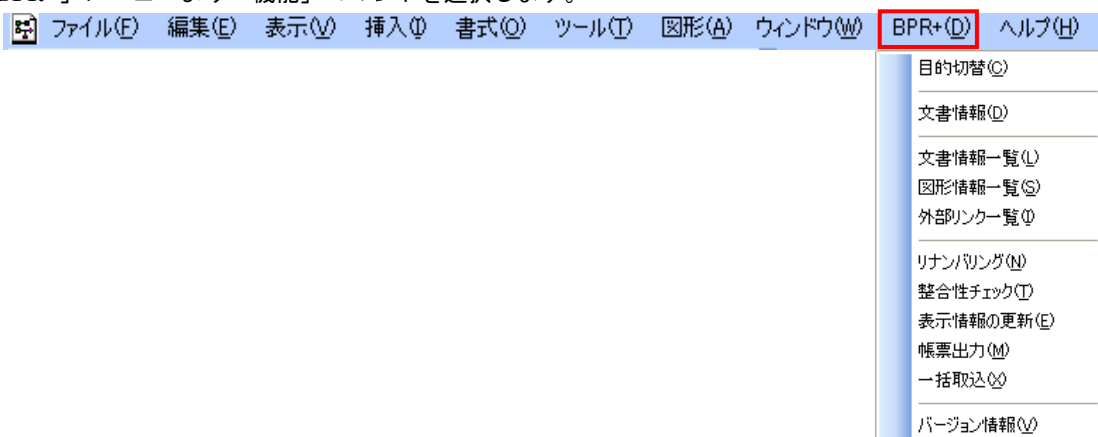 ファイル(F) 編集(E) 表示(V) 挿入(I) 書式(O) ツール(T) 図形(A) ウィンドウ(W) BPR+(D) ヘルプ(H)
目的切替(C)
文書情報(D)
文書情報一覧(L)
図形情報一覧(S)
外部リンク一覧(I)
リナンバリング(N)
整合性チェック(T)
表示情報の更新(E)
帳票出力(M)
一括取込(X)
バージョン情報(V)